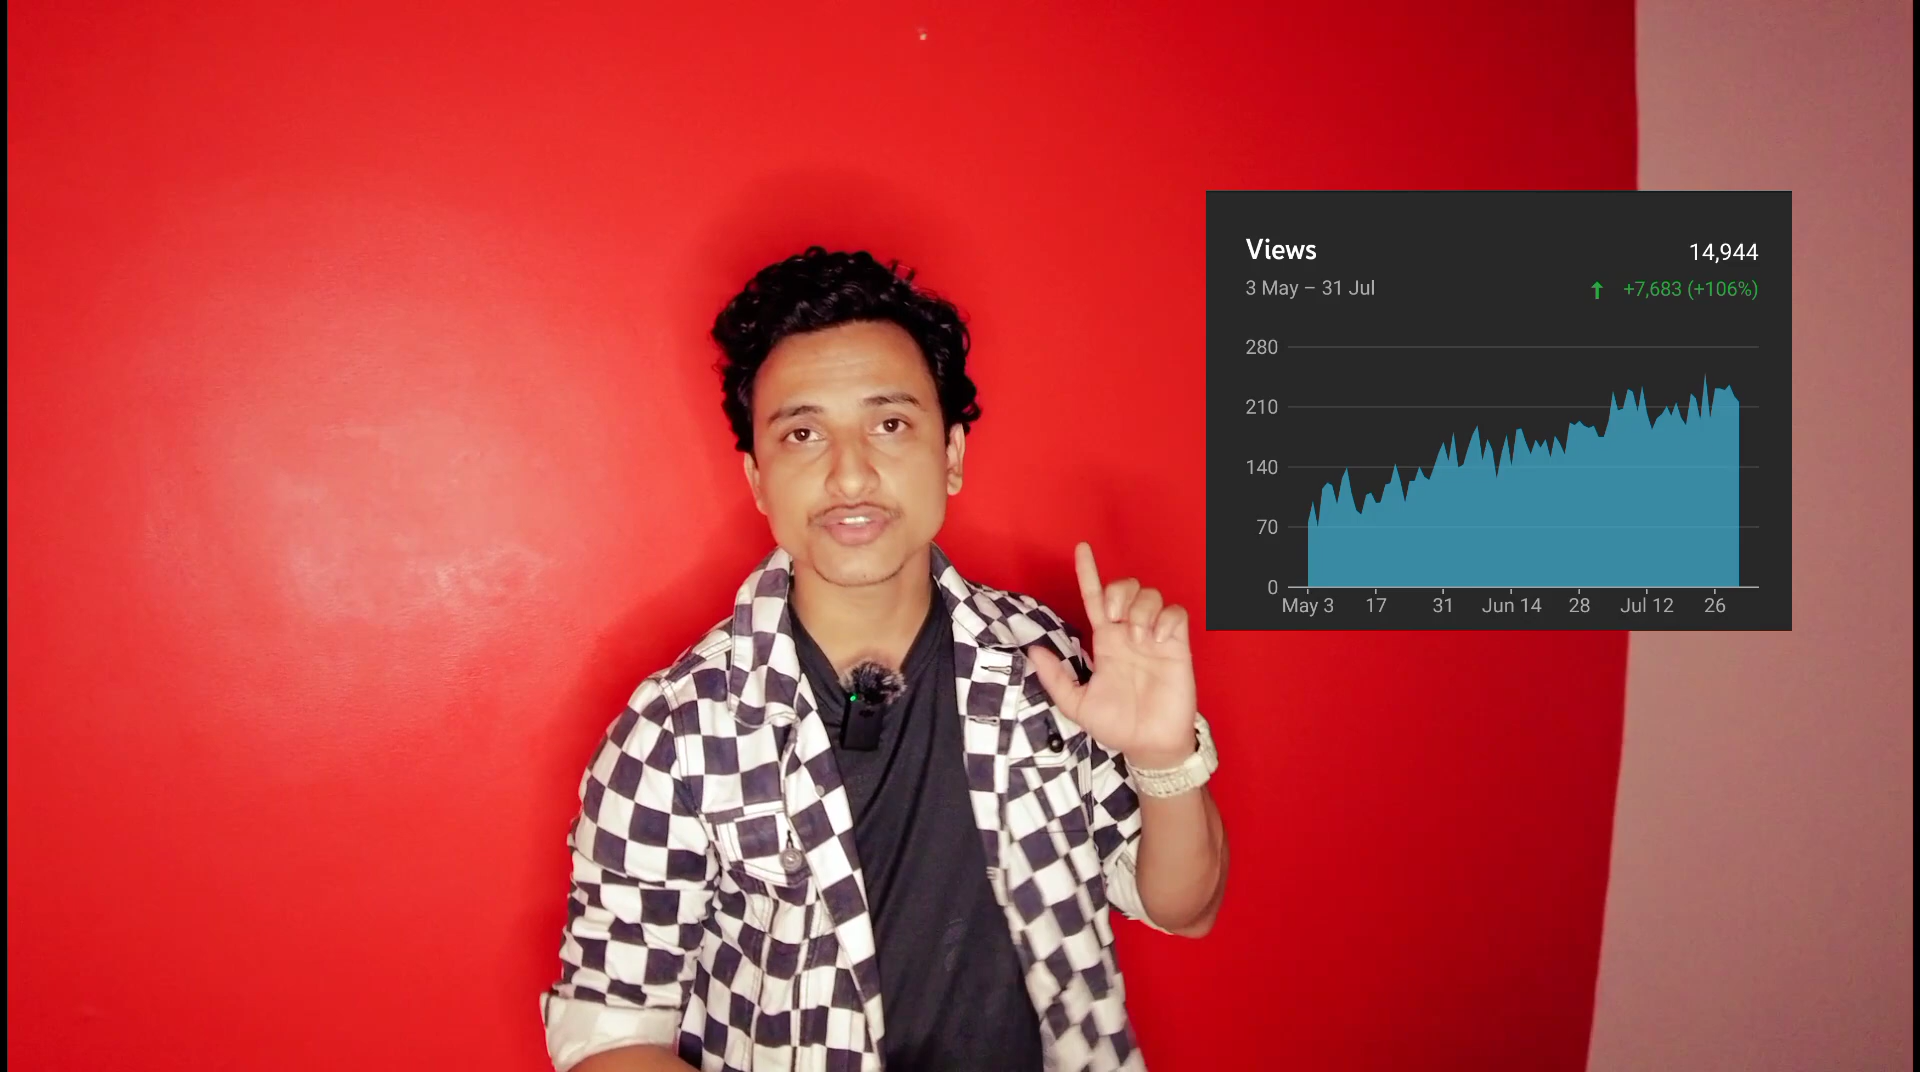 Views 14,944
3 May – 31 Jul ↑ +7,683 (+106%)
280
210
140
70
0
May 3 17 31 Jun 14 28 Jul 12 26